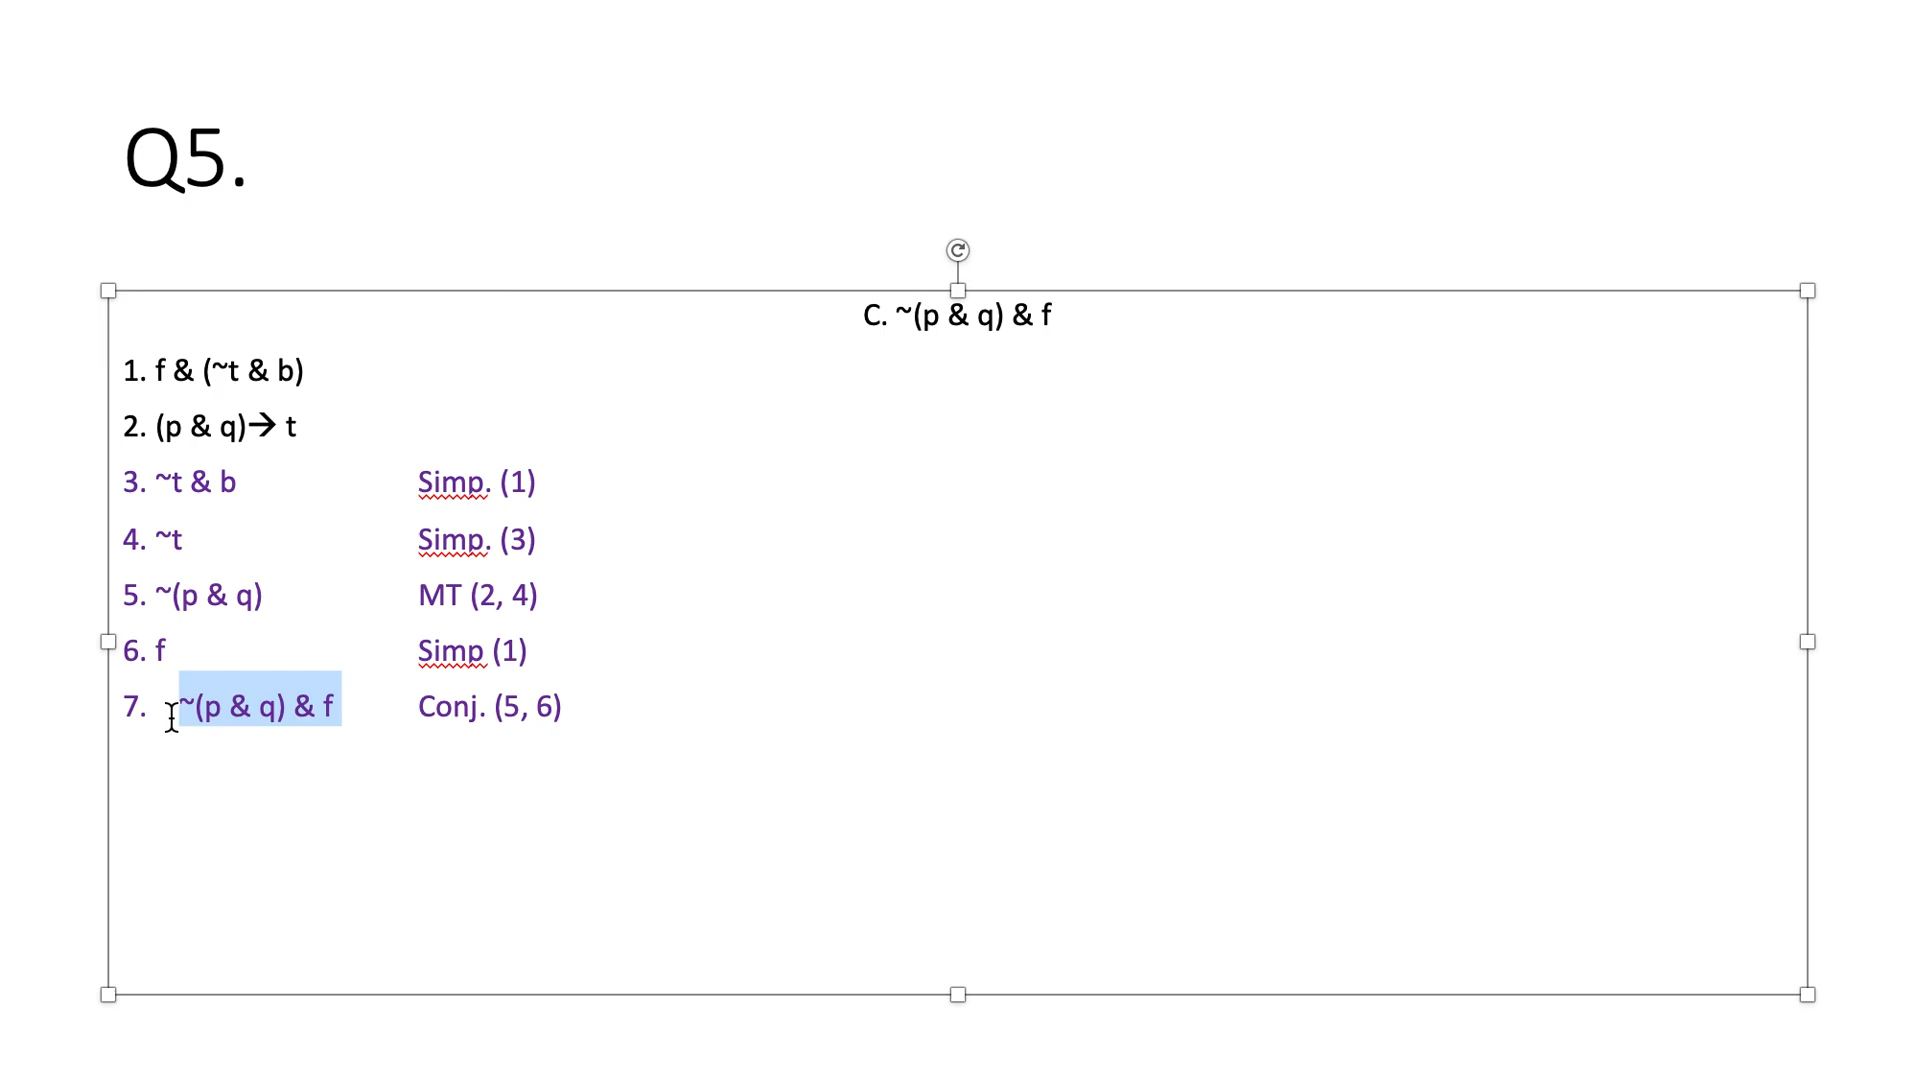 Q5.
C. ~(p & q) & f
1. f & (~t & b)
2. (p & q)→ t
3. ~t & b Simp. (1)
4. ~t Simp. (3)
5. ~(p & q) MT (2, 4)
6. f Simp (1)
7. ~(p & q) & f Conj. (5, 6)